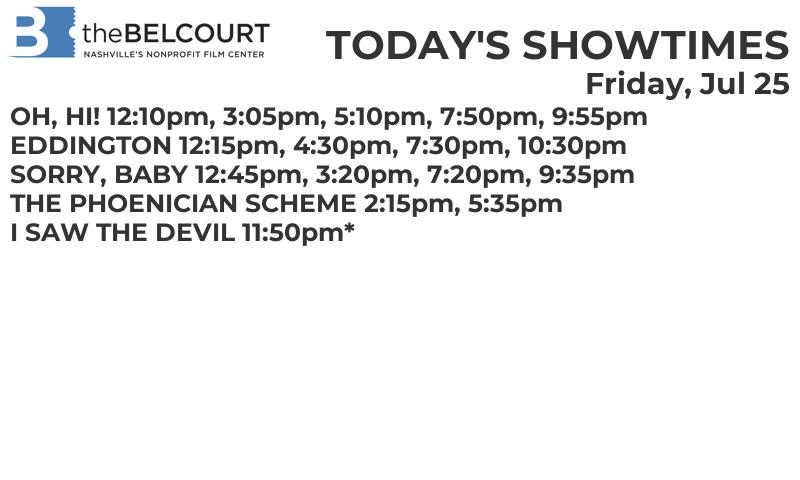 B theBELCOURT
NASHVILLE'S NONPROFIT FILM CENTER
TODAY'S SHOWTIMES
Friday, Jul 25
OH, HI! 12:10pm, 3:05pm, 5:10pm, 7:50pm, 9:55pm
EDDINGTON 12:15pm, 4:30pm, 7:30pm, 10:30pm
SORRY, BABY 12:45pm, 3:20pm, 7:20pm, 9:35pm
THE PHOENICIAN SCHEME 2:15pm, 5:35pm
I SAW THE DEVIL 11:50pm*